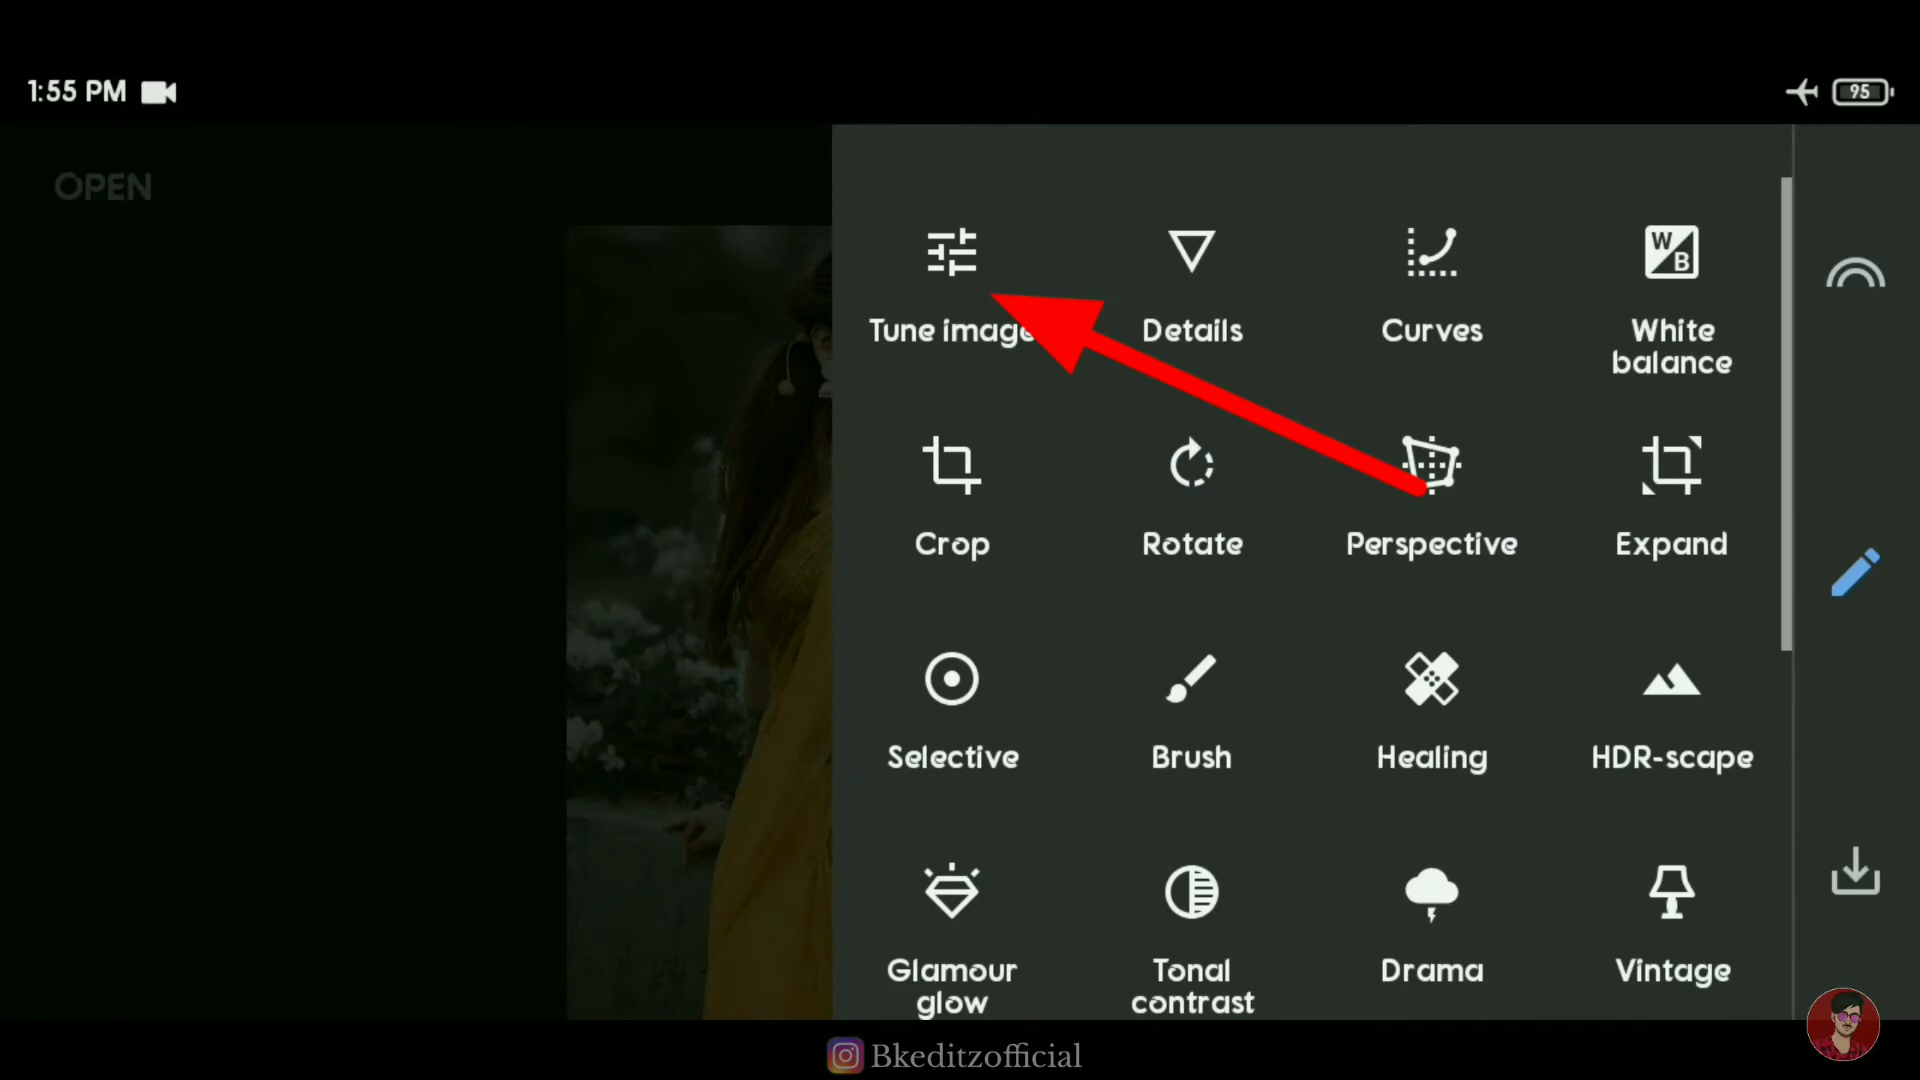 1:55 PM
95
OPEN
W
B
Tune image
Details
Curves
White
balance
Crop
Rotate
Perspective
Expand
Selective
Brush
Healing
HDR-scape
Glamour
glow
Tonal
contrast
Drama
Vintage
Bkeditzofficial